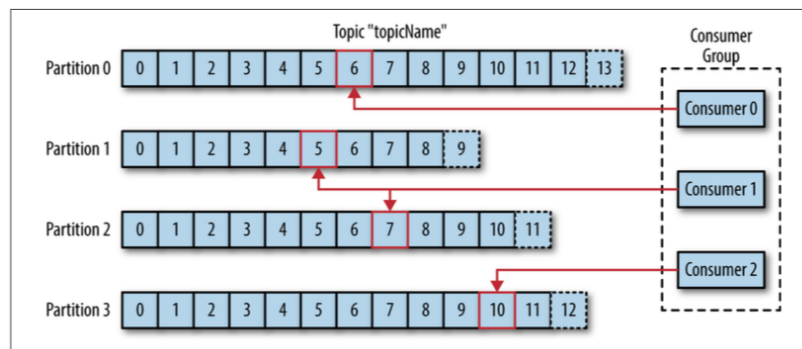 Topic "topicName"
Consumer
Group
Partition 0 0 1 2 3 4 5 6 7 8 9 10 11 12 13
Consumer 0
Partition 1 0 1 2 3 4 5 6 7 8 9
Consumer 1
Partition 2 0 1 2 3 4 5 6 7 8 9 10 11
Consumer 2
Partition 3 0 1 2 3 4 5 6 7 8 9 10 11 12